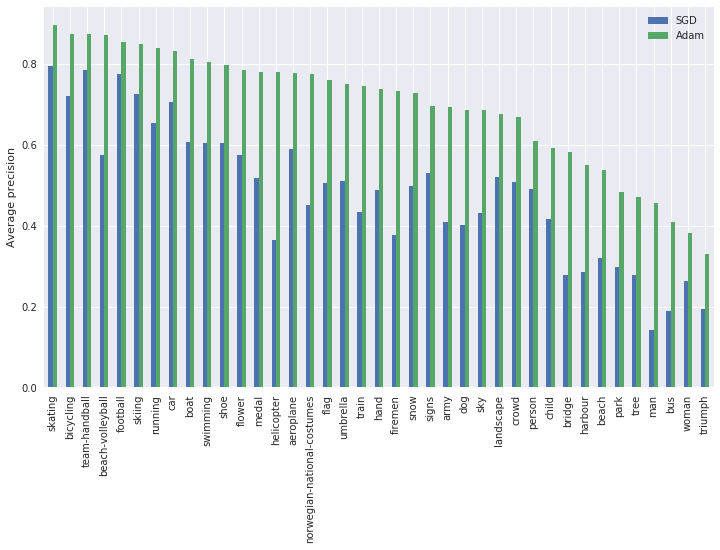 SGD
Adam
Average precision
0.8
0.6
0.4
0.2
0.0
skating
bicycling
team-handball
beach-volleyball
football
skiing
running
car
boat
swimming
shoe
flower
medal
helicopter
aeroplane
norwegian-national-costumes
flag
umbrella
train
hand
firemen
snow
signs
army
dog
sky
landscape
crowd
person
child
bridge
harbour
beach
park
tree
man
bus
woman
triumph